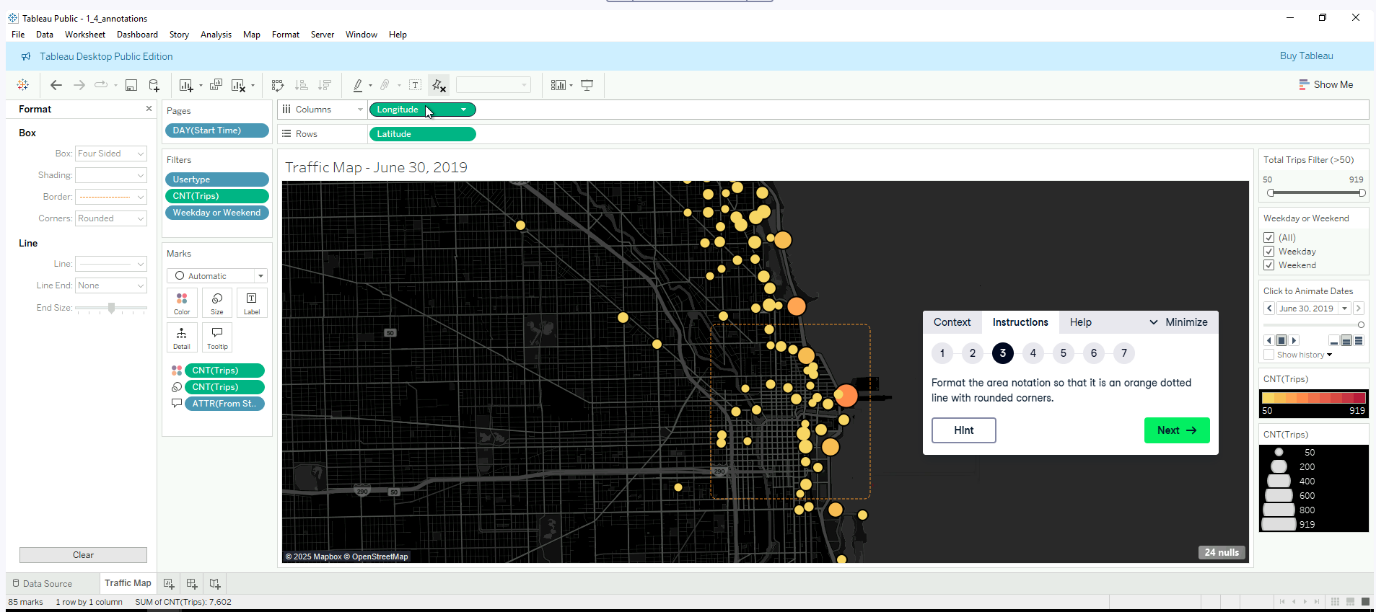 Tableau Public - 1_4_annotations
File Data Worksheet Dashboard Story Analysis Map Format Server Window Help
Tableau Desktop Public Edition
Buy Tableau
Show Me
Format
Box
Box: Four Sided
Shading:
Border:
Corners: Rounded
Line
Line:
Line End: None
End Size:
Clear
Pages
DAY(Start Time)
Filters
Usertype
CNT(Trips)
Weekday or Weekend
Marks
Automatic
Color Size Label
Detail Tooltip
CNT(Trips)
CNT(Trips)
ATTR(From St..
Columns Longitude
Rows Latitude
Traffic Map - June 30, 2019
290
290
© 2025 Mapbox © OpenStreetMap
24 nulls
Context Instructions Help Minimize
1 2 3 4 5 6 7
Format the area notation so that it is an orange dotted
line with rounded corners.
Hint Next →
Total Trips Filter (>50)
50 919
Weekday or Weekend
(All)
Weekday
Weekend
Click to Animate Dates
June 30, 2019
Show history
CNT(Trips)
50 919
CNT(Trips)
50
200
400
600
800
919
Data Source Traffic Map
85 marks 1 row by 1 column SUM of CNT(Trips): 7,602